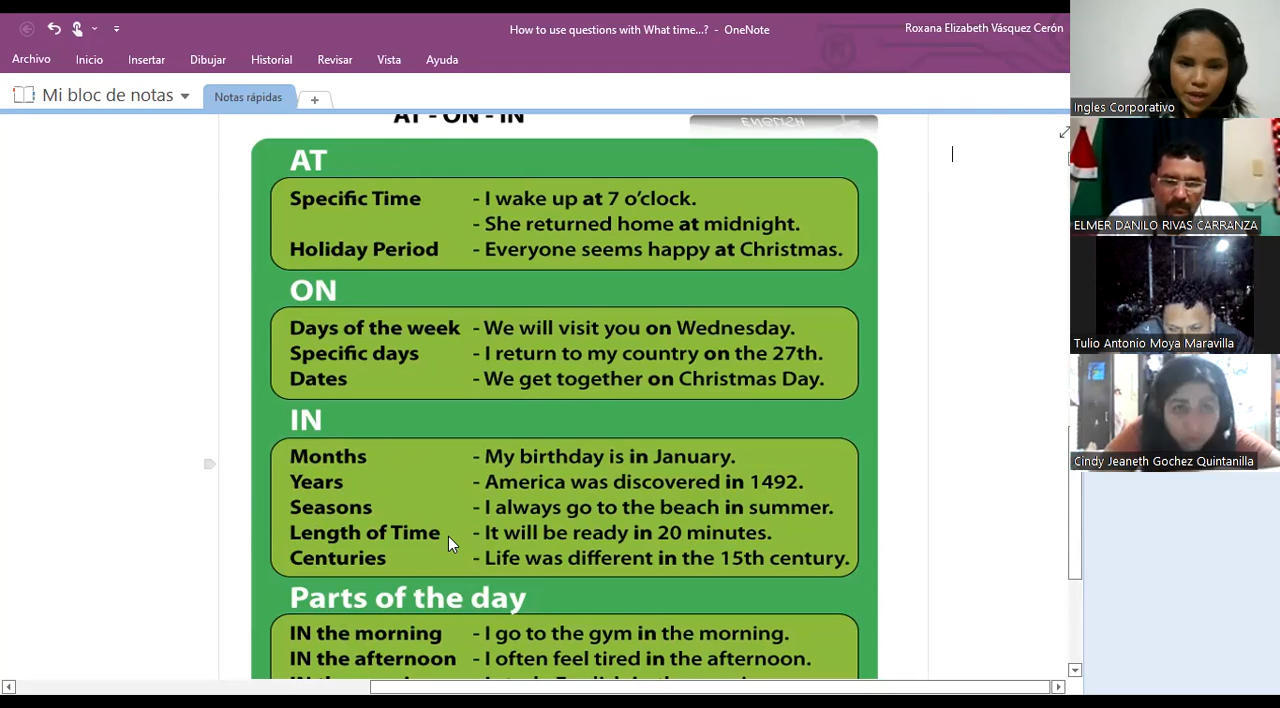 How to use questions with What time...? - OneNote
Roxana Elizabeth Vásquez Cerón
Archivo Inicio Insertar Dibujar Historial Revisar Vista Ayuda
Mi bloc de notas
Notas rápidas
AT - ON - IN
ENGLISH
AT
Specific Time - I wake up at 7 o'clock.
- She returned home at midnight.
Holiday Period - Everyone seems happy at Christmas.
ON
Days of the week - We will visit you on Wednesday.
Specific days - I return to my country on the 27th.
Dates - We get together on Christmas Day.
IN
Months - My birthday is in January.
Years - America was discovered in 1492.
Seasons - I always go to the beach in summer.
Length of Time - It will be ready in 20 minutes.
Centuries - Life was different in the 15th century.
Parts of the day
IN the morning - I go to the gym in the morning.
IN the afternoon - I often feel tired in the afternoon.
Ingles Corporativo
ELMER DANILO RIVAS CARRANZA
Tulio Antonio Moya Maravilla
Cindy Jeaneth Gochez Quintanilla